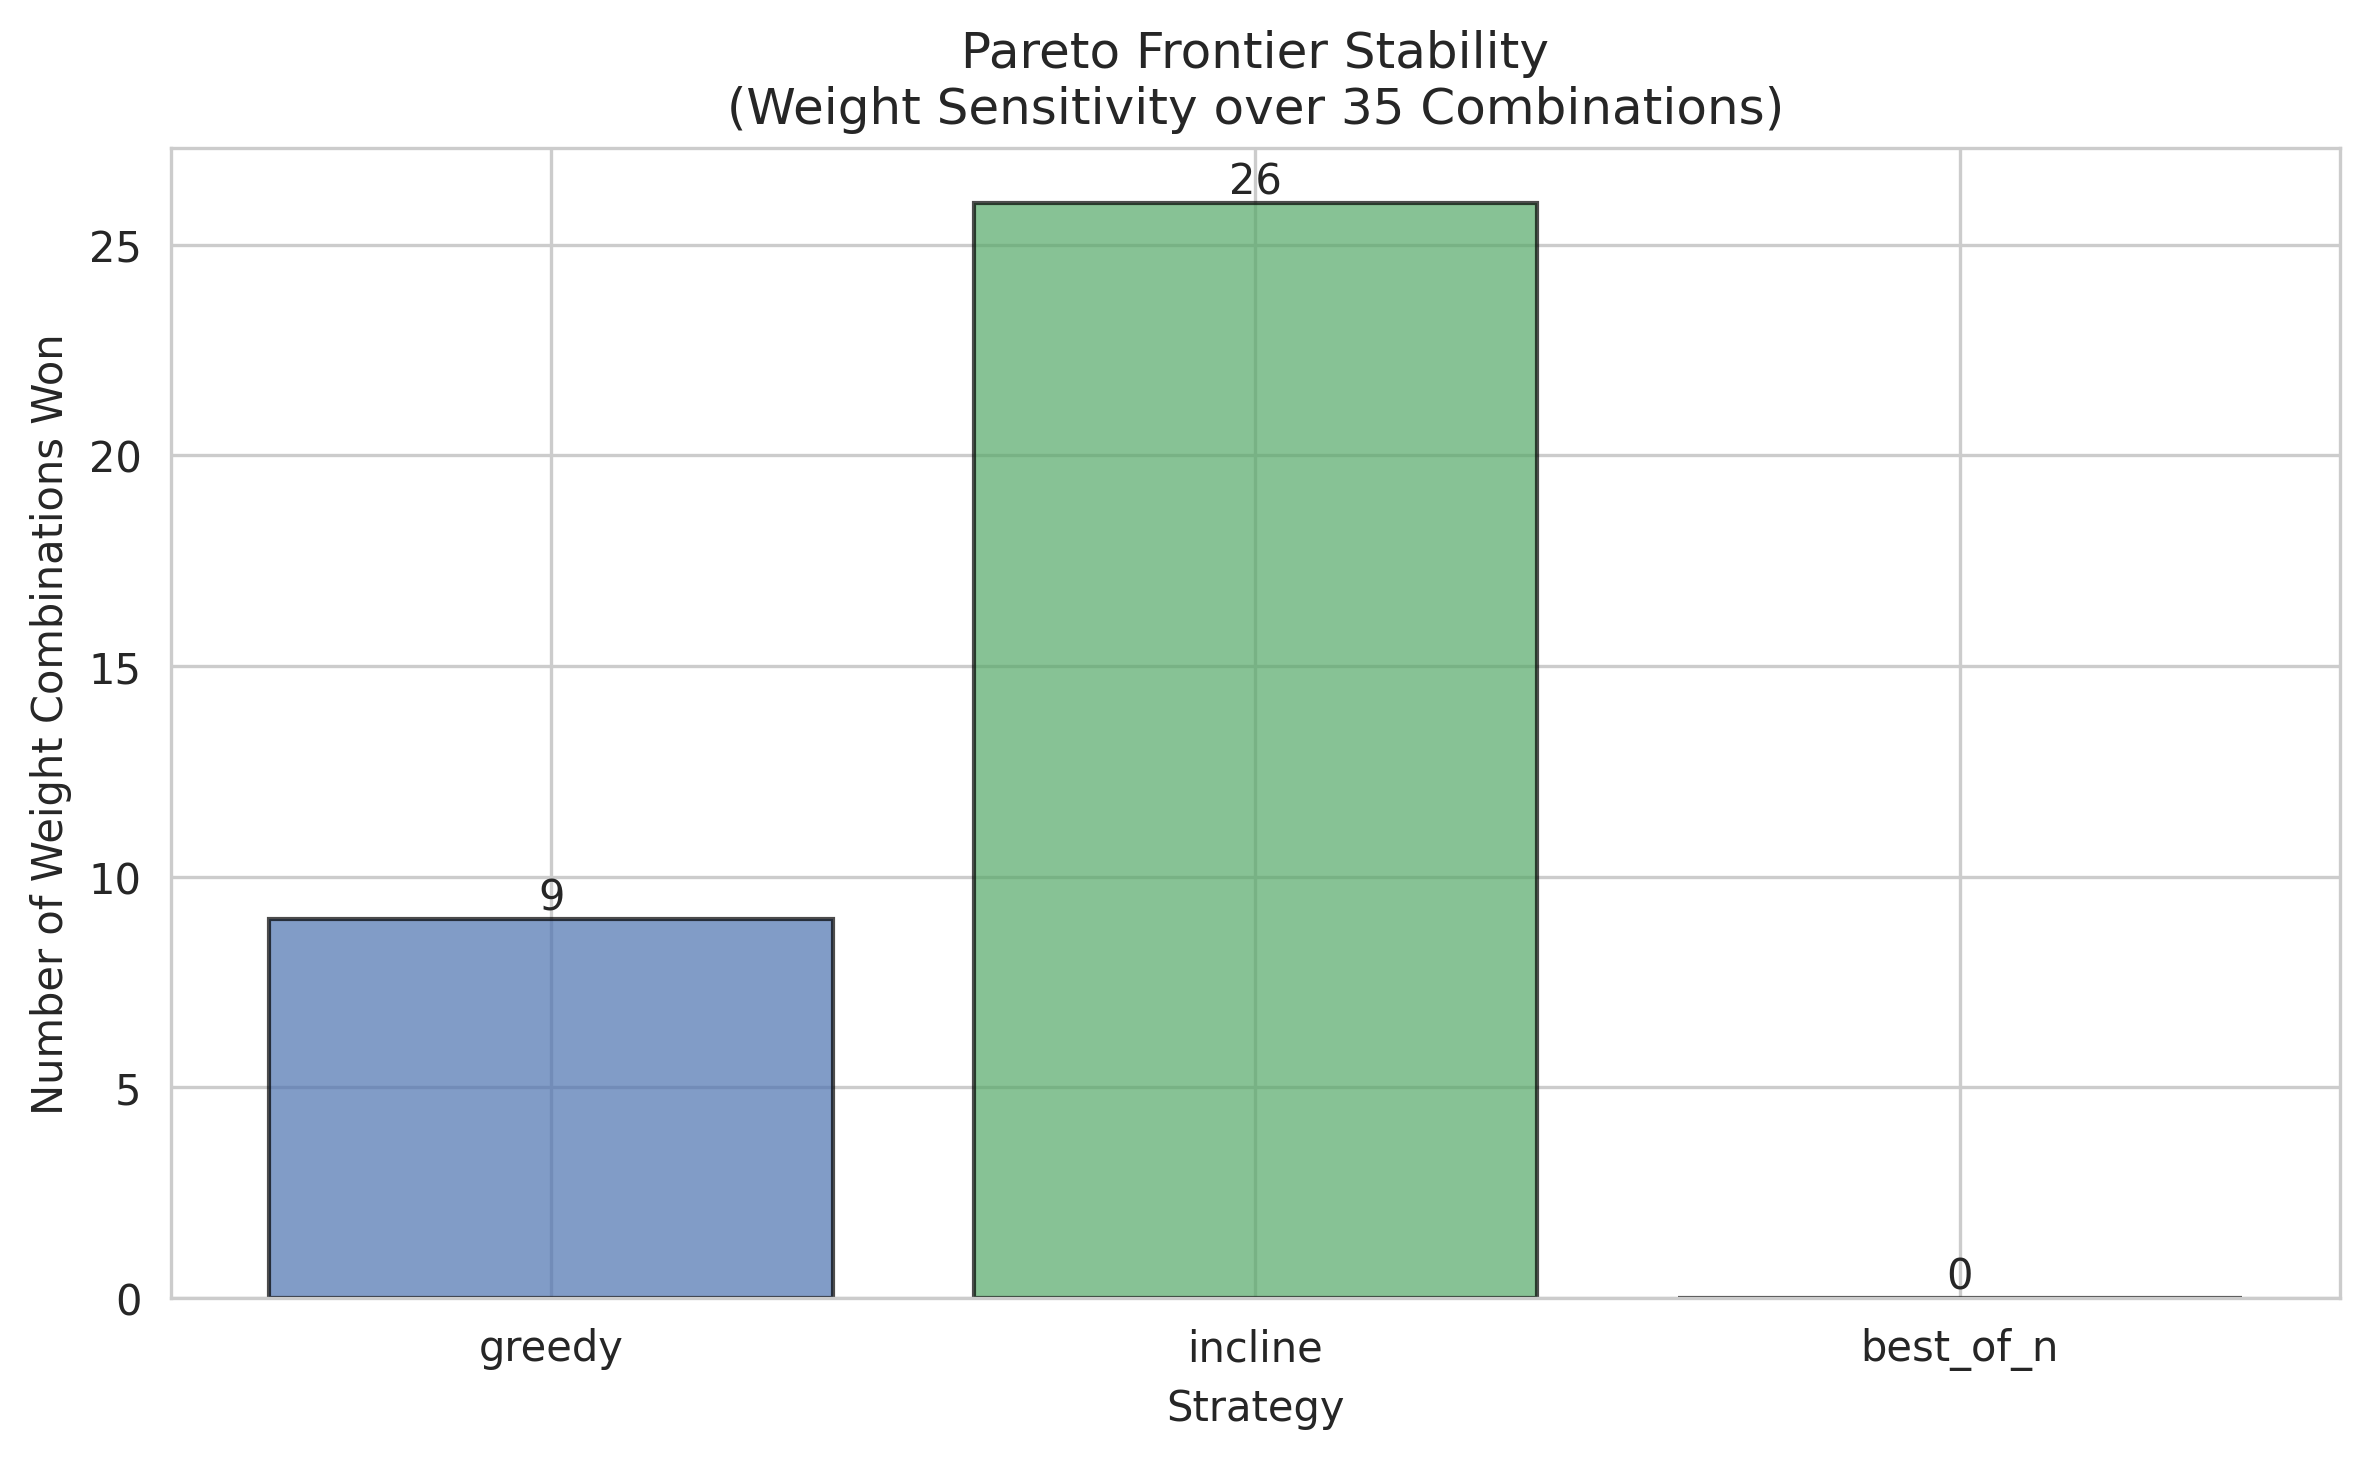 Pareto Frontier Stability
(Weight Sensitivity over 35 Combinations)
Number of Weight Combinations Won
25
20
15
10
5
0
9
26
0
greedy
incline
best_of_n
Strategy